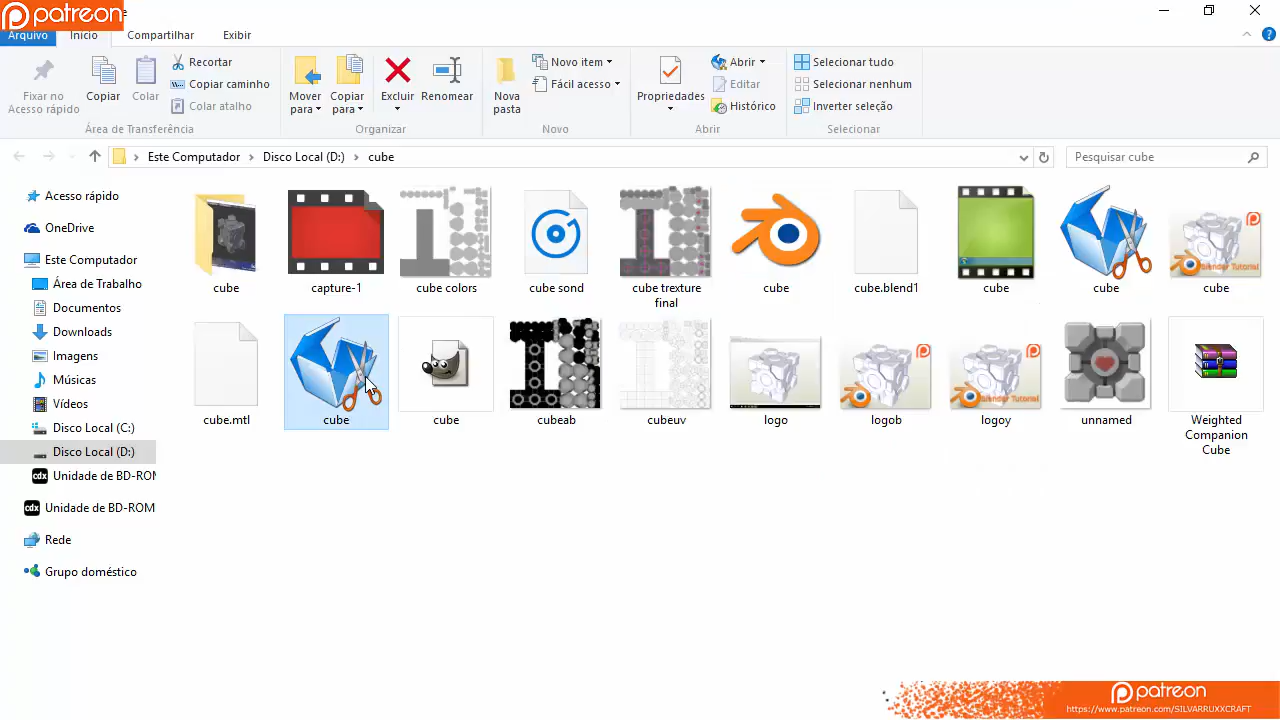 patreon
Arquivo
Início
Compartilhar
Exibir
Fixar no
Acesso rápido
Copiar
Colar
Recortar
Copiar caminho
Colar atalho
Área de Transferência
Mover
para
Copiar
para
Excluir
Renomear
Organizar
Nova
pasta
Novo item
Fácil acesso
Novo
Propriedades
Abrir
Editar
Histórico
Abrir
Selecionar tudo
Selecionar nenhum
Inverter seleção
Selecionar
Este Computador
Disco Local (D:)
cube
Pesquisar cube
Acesso rápido
OneDrive
Este Computador
Área de Trabalho
Documentos
Downloads
Imagens
Músicas
Vídeos
Disco Local (C:)
Disco Local (D:)
cdx
Unidade de BD-ROM
cdx
Unidade de BD-ROM
Rede
Grupo doméstico
cube
capture-1
cube colors
cube sond
cube trexture
final
cube
cube.blend1
cube
cube
Blender Tutorial
cube
cube.mtl
cube
cube
cubeab
cubeuv
logo
logob
Blender Tutorial
logoy
unnamed
Weighted
Companion
Cube
patreon
https://www.patreon.com/SILVARRUXXCRAFT